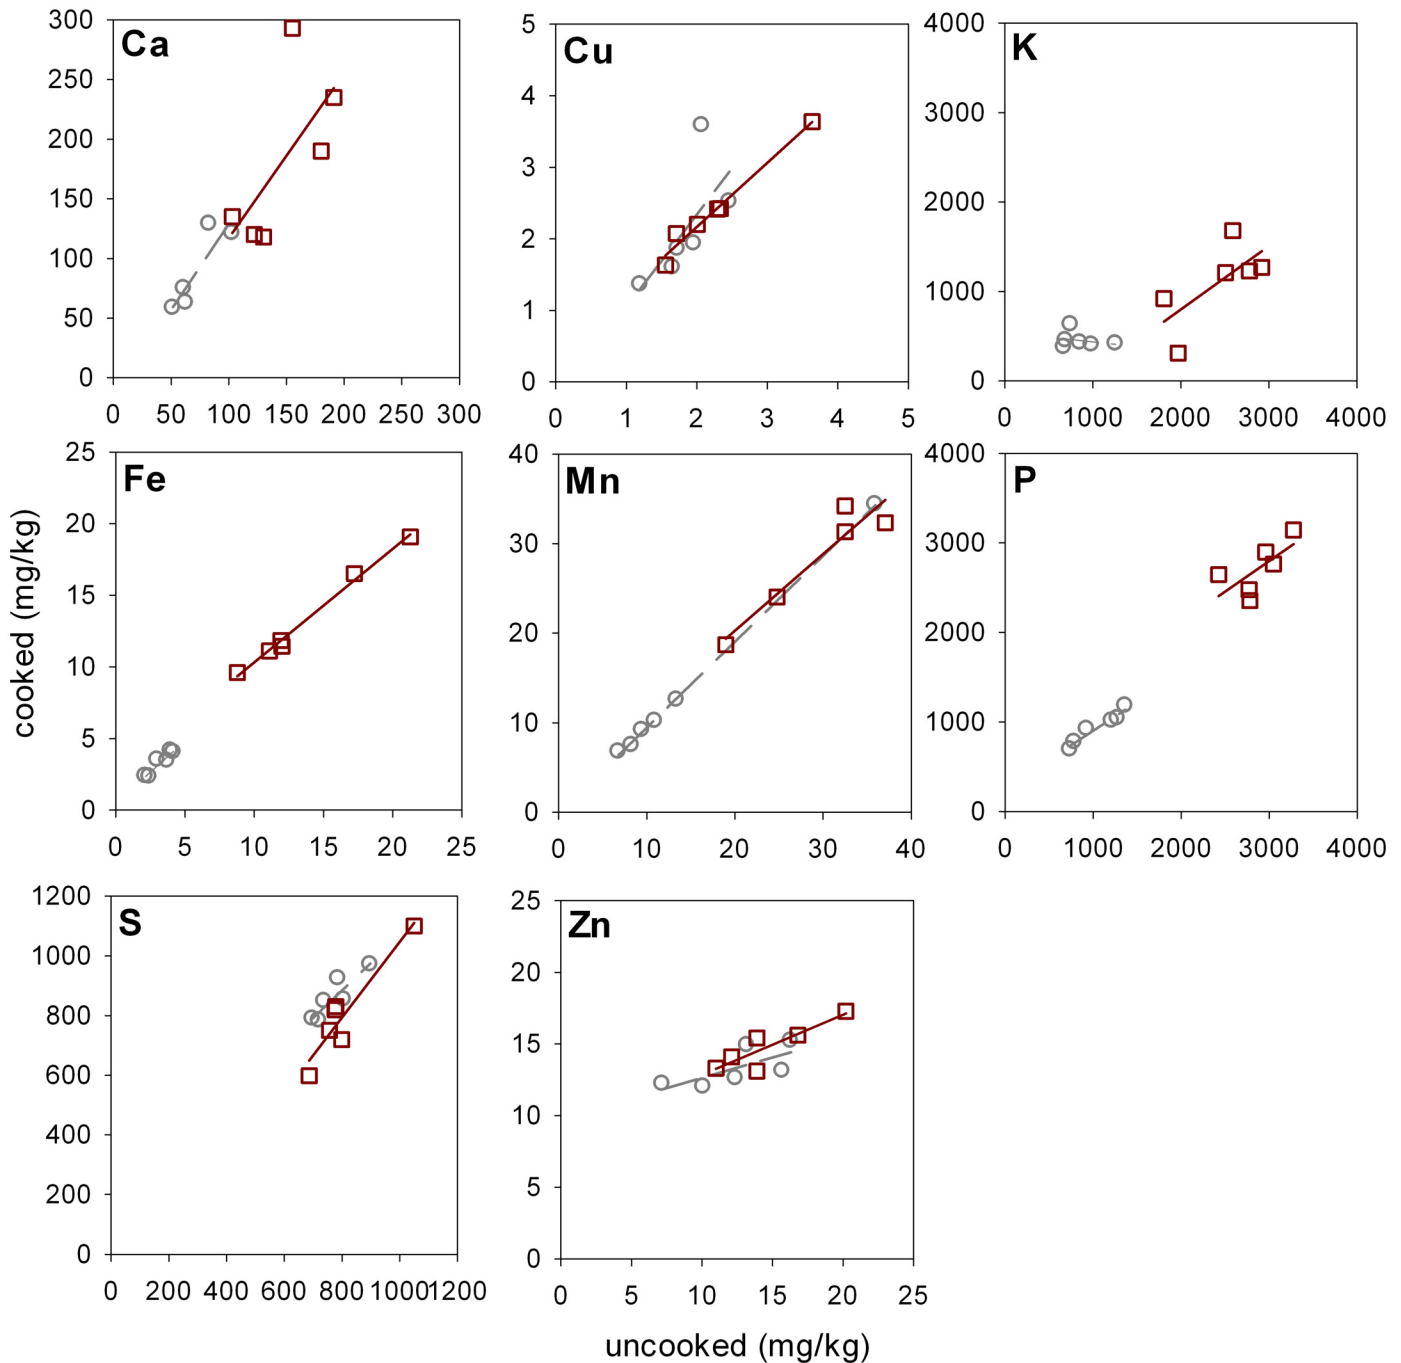 Ca
300
250
200
150
100
50
0
0 50 100 150 200 250 300
Cu
5
4
3
2
1
0
0 1 2 3 4 5
K
4000
3000
2000
1000
0
0 1000 2000 3000 4000
cooked (mg/kg)
Fe
25
20
15
10
5
0
0 5 10 15 20 25
Mn
40
30
20
10
0
0 10 20 30 40
P
4000
3000
2000
1000
0
0 1000 2000 3000 4000
S
1200
1000
800
600
400
200
0
0 200 400 600 800 1000 1200
Zn
25
20
15
10
5
0
0 5 10 15 20 25
uncooked (mg/kg)